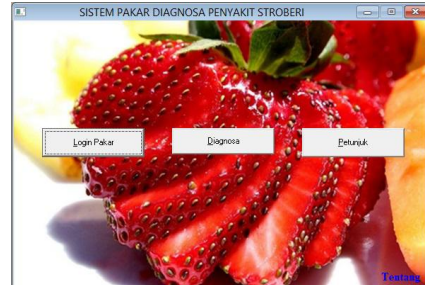 SISTEM PAKAR DIAGNOSA PENYAKIT STROBERI
Login Pakar
Diagnosa
Petunjuk
Tentang